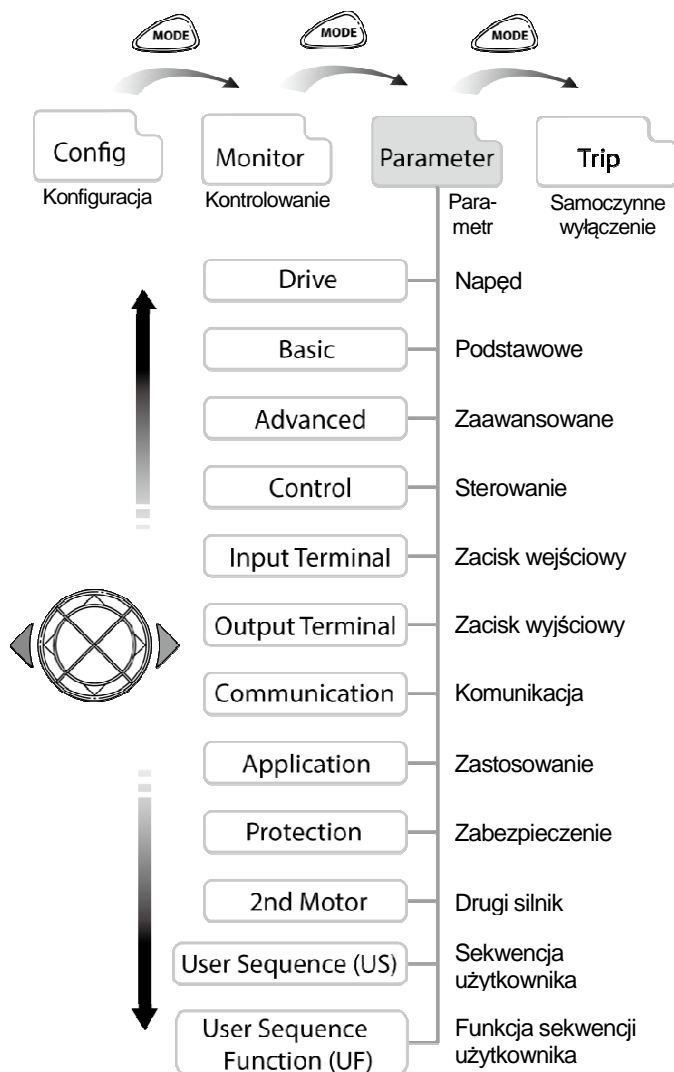 MODE
MODE
MODE
Config
Monitor
Parameter
Trip
Konfiguracja
Kontrolowanie
Para-
metr
Samoczynne
wyłączenie
Drive
Napęd
Basic
Podstawowe
Advanced
Zaawansowane
Control
Sterowanie
Input Terminal
Zacisk wejściowy
Output Terminal
Zacisk wyjściowy
Communication
Komunikacja
Application
Zastosowanie
Protection
Zabezpieczenie
2nd Motor
Drugi silnik
User Sequence (US)
Sekwencja
użytkownika
User Sequence
Function (UF)
Funkcja sekwencji
użytkownika